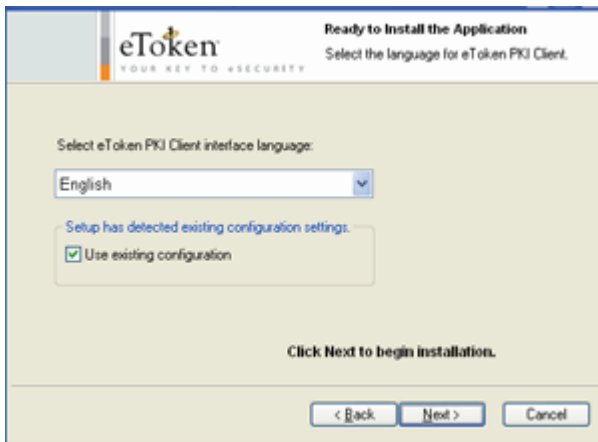 eToken
YOUR KEY TO eSECURITY
Ready to Install the Application
Select the language for eToken PKI Client.
Select eToken PKI Client interface language:
English
Setup has detected existing configuration settings.
Use existing configuration
Click Next to begin installation.
< Back
Next >
Cancel